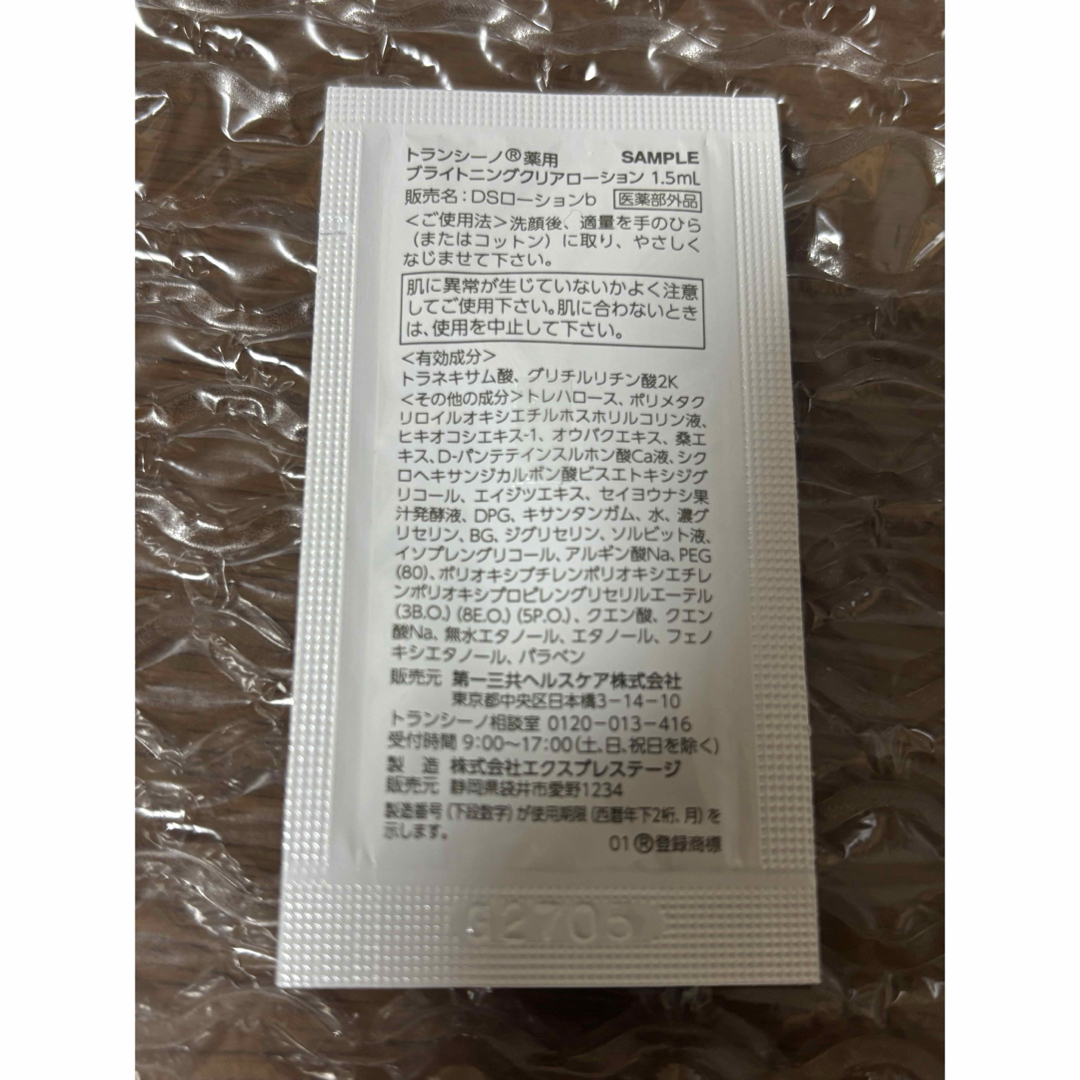 トランシーノ®薬用 SAMPLE
ブライトニングクリアローション 1.5mL
販売名:DSローションb 医薬部外品
<ご使用法>洗顔後、適量を手のひら
(またはコットン)に取り、やさしく
なじませて下さい。
肌に異常が生じていないかよく注意
してご使用下さい。肌に合わないとき
は、使用を中止して下さい。
<有効成分>
トラネキサム酸、グリチルリチン酸2K
<その他の成分>トレハロース、ポリメタク
リロイルオキシエチルホスホリルコリン液、
ヒキオコシエキス-1、オウバクエキス、桑エ
キス、D-パンテテインスルホン酸Ca液、シク
ロヘキサンジカルボン酸ビスエトキシジグ
リコール、エイジツエキス、セイヨウナシ果
汁発酵液、DPG、キサンタンガム、水、濃グ
リセリン、BG、ジグリセリン、ソルビット液、
イソプレングリコール、アルギン酸Na、PEG
(80)、ポリオキシブチレンポリオキシエチレ
ンポリオキシプロピレングリセリルエーテル
(3B.O.) (8E.O.) (5P.O.)、クエン酸、クエン
酸Na、無水エタノール、エタノール、フェノ
キシエタノール、パラベン
販売元 第一三共ヘルスケア株式会社
東京都中央区日本橋3-14-10
トランシーノ相談室 0120-013-416
受付時間 9:00〜17:00(土、日、祝日を除く)
製 造 株式会社エクスプレステージ
販売元 静岡県袋井市愛野1234
製造番号(下段数字)が使用期限(西暦年下2桁、月)を
示します。
01 ®登録商標